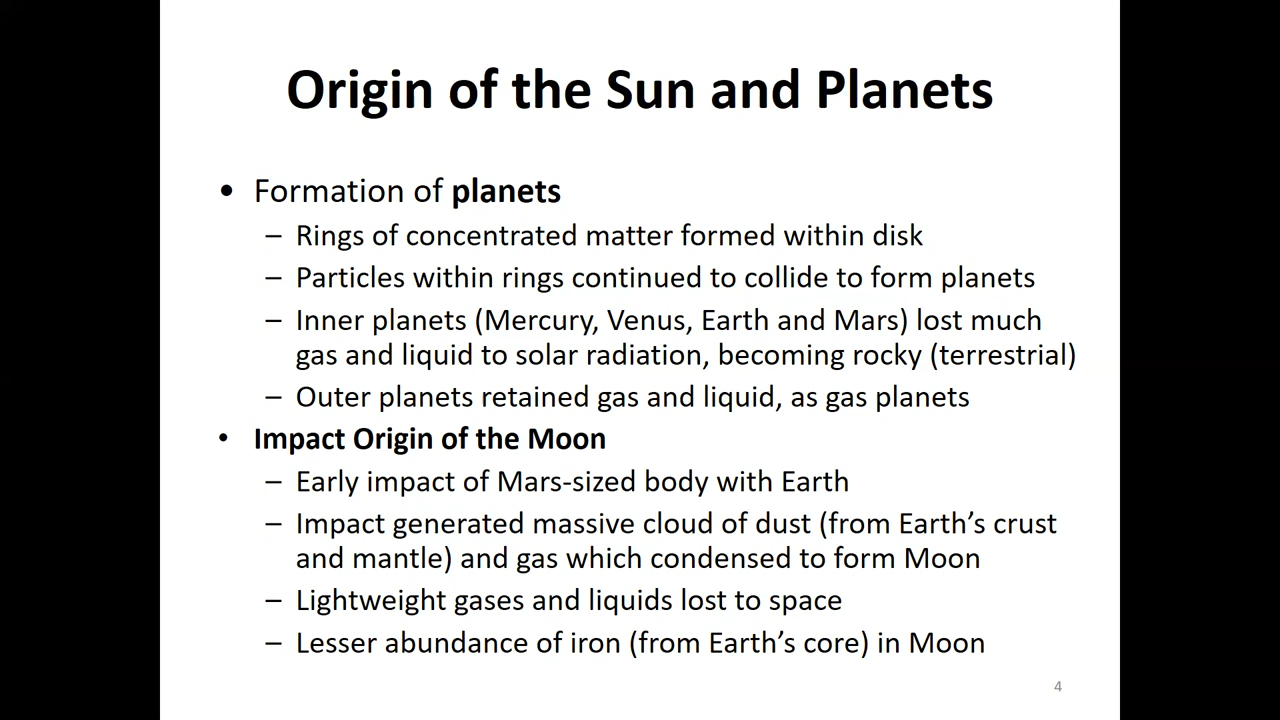 Origin of the Sun and Planets
• Formation of planets
– Rings of concentrated matter formed within disk
– Particles within rings continued to collide to form planets
– Inner planets (Mercury, Venus, Earth and Mars) lost much
gas and liquid to solar radiation, becoming rocky (terrestrial)
– Outer planets retained gas and liquid, as gas planets
• Impact Origin of the Moon
– Early impact of Mars-sized body with Earth
– Impact generated massive cloud of dust (from Earth’s crust
and mantle) and gas which condensed to form Moon
– Lightweight gases and liquids lost to space
– Lesser abundance of iron (from Earth’s core) in Moon
4